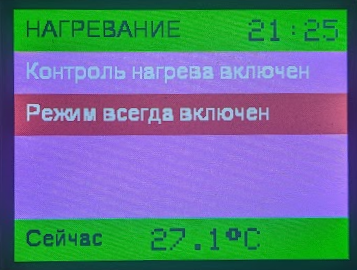 НАГРЕВАНИЕ 21:25
Контроль нагрева включен
Режим всегда включен
Сейчас 27.1°C